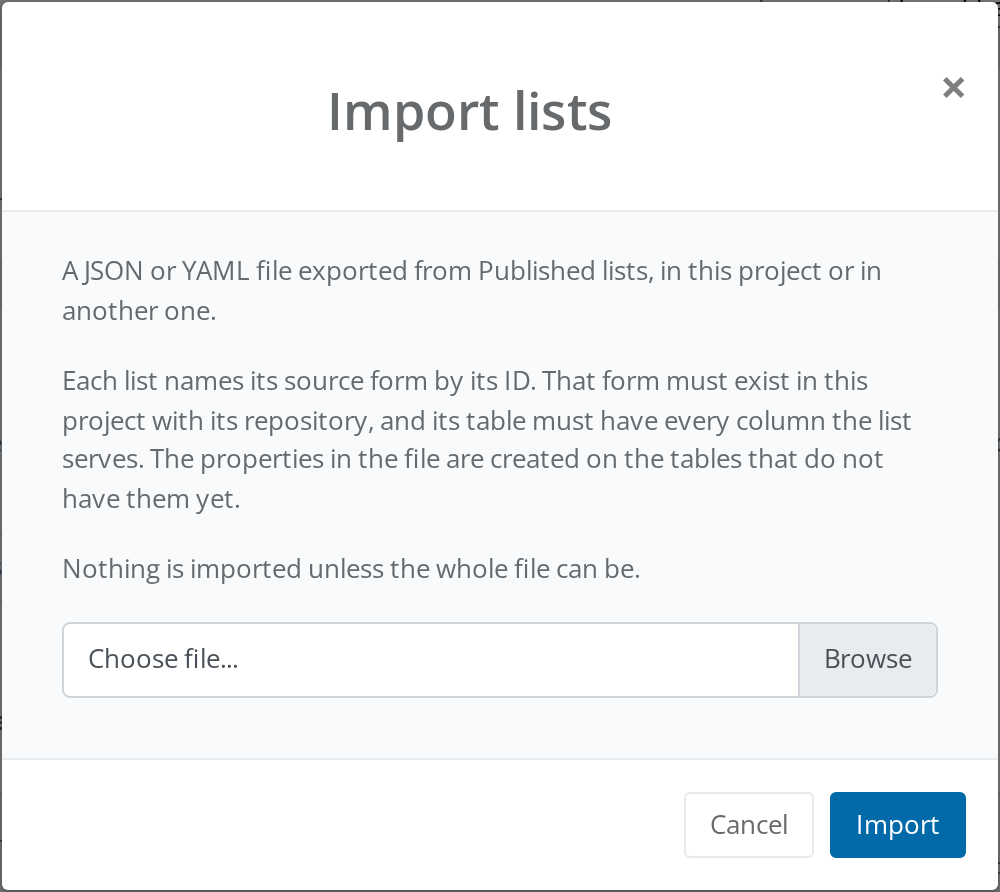 Import lists
×
A JSON or YAML file exported from Published lists, in this project or in
another one.
Each list names its source form by its ID. That form must exist in this
project with its repository, and its table must have every column the list
serves. The properties in the file are created on the tables that do not
have them yet.
Nothing is imported unless the whole file can be.
Choose file...
Browse
Cancel
Import